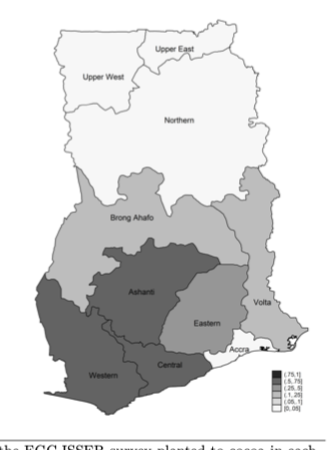 Upper East
Upper West
Northern
Brong Ahafo
Ashanti
Volta
Eastern
Accra
Central
Western
(.75,1]
(.5,.75]
(.25,.5]
(.1,.25]
(.05,.1]
[0,.05]
the EGC-ISSER survey planted to cocoa in each